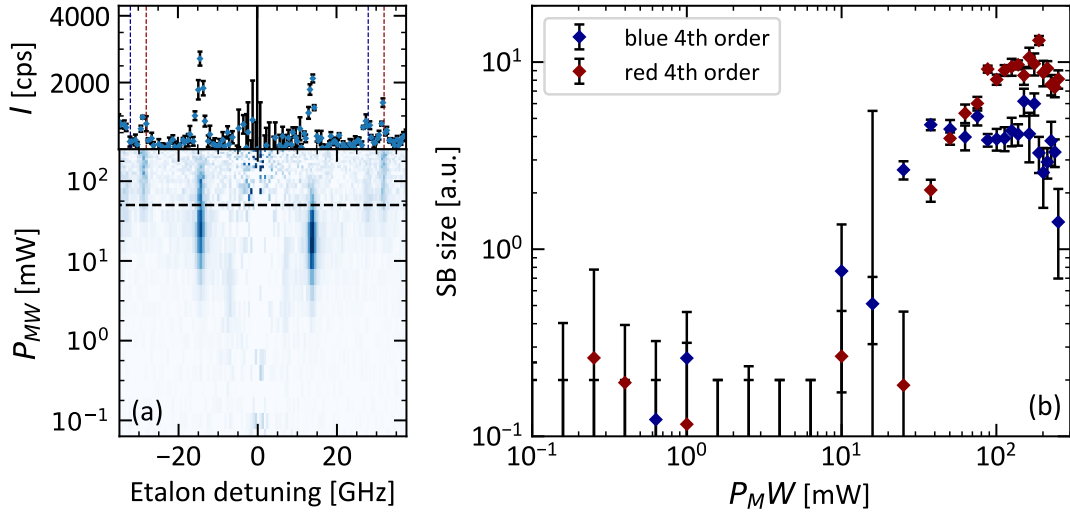 4000
2000
I [cps]
10²
10¹
10⁰
10⁻¹
P_MW [mW]
(a)
−20 0 20
Etalon detuning [GHz]
blue 4th order
red 4th order
10¹
10⁰
10⁻¹
SB size [a.u.]
(b)
10⁻¹ 10⁰ 10¹ 10²
P_MW [mW]